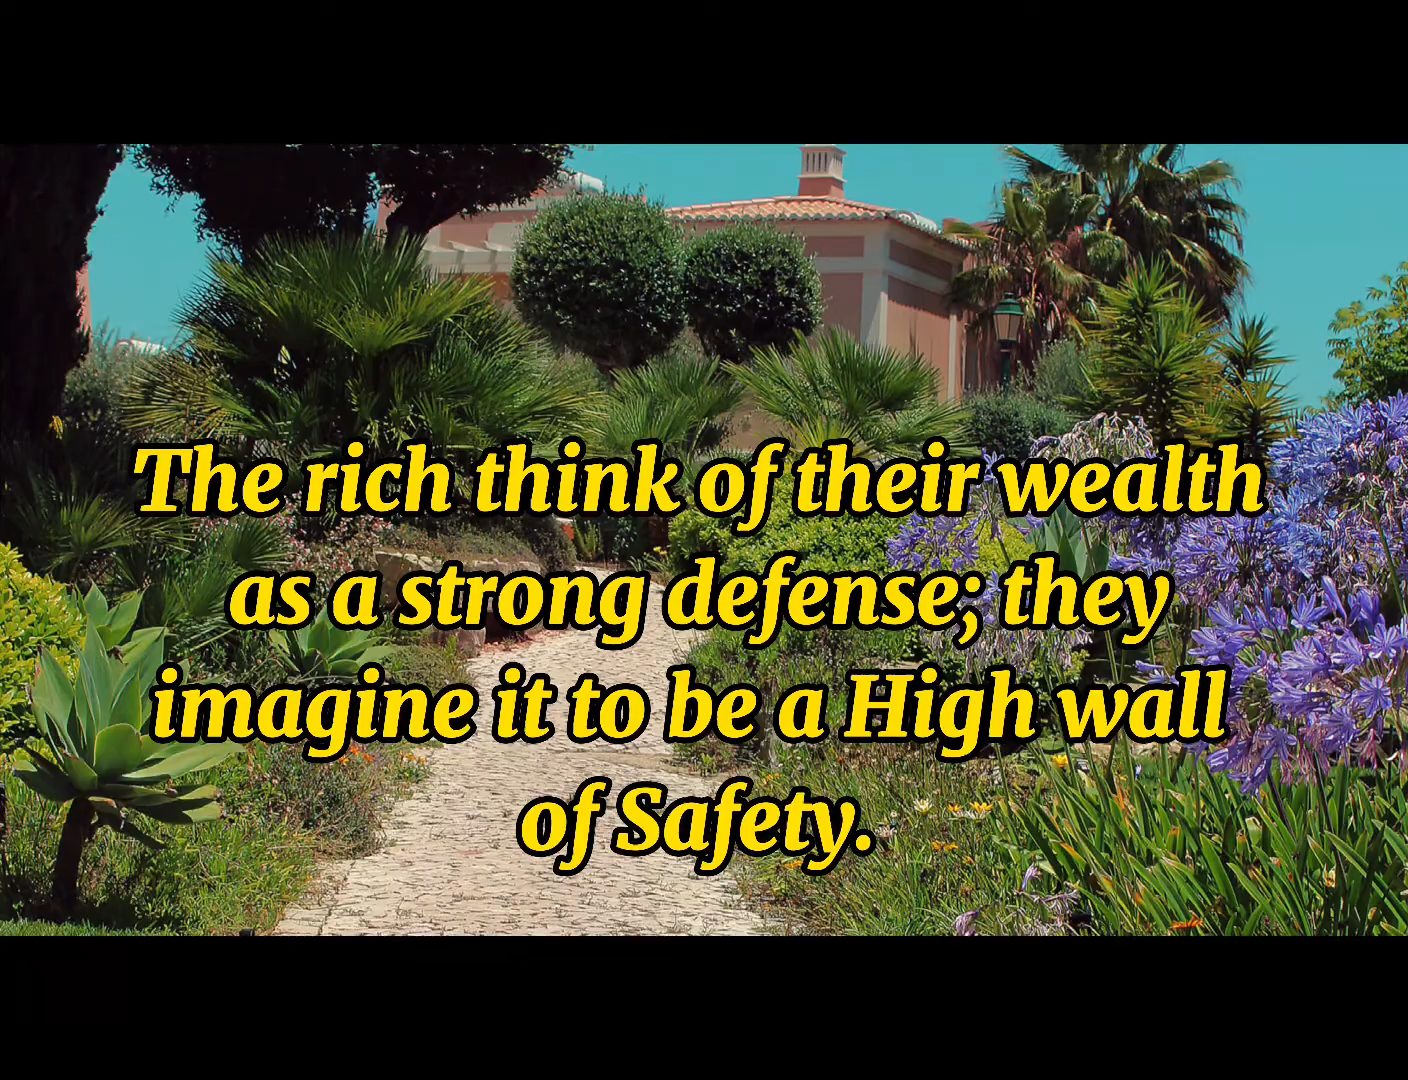 The rich think of their wealth
as a strong defense; they
imagine it to be a High wall
of Safety.